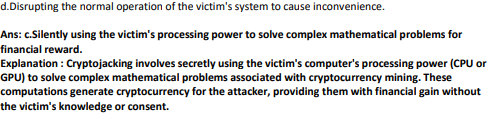 d.Disrupting the normal operation of the victim's system to cause inconvenience.
Ans: c.Silently using the victim's processing power to solve complex mathematical problems for
financial reward.
Explanation : Cryptojacking involves secretly using the victim's computer's processing power (CPU or
GPU) to solve complex mathematical problems associated with cryptocurrency mining. These
computations generate cryptocurrency for the attacker, providing them with financial gain without
the victim's knowledge or consent.